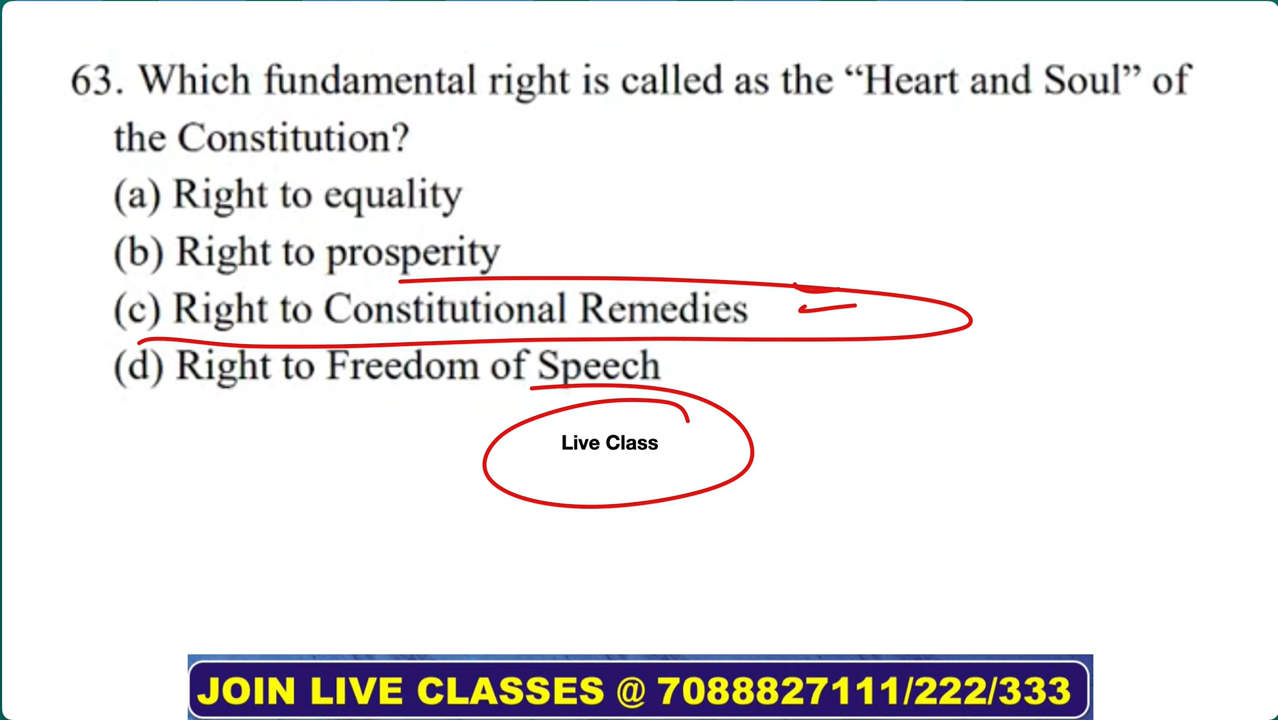 63. Which fundamental right is called as the “Heart and Soul” of
the Constitution?
(a) Right to equality
(b) Right to prosperity
(c) Right to Constitutional Remedies
(d) Right to Freedom of Speech
Live Class
JOIN LIVE CLASSES @ 7088827111/222/333